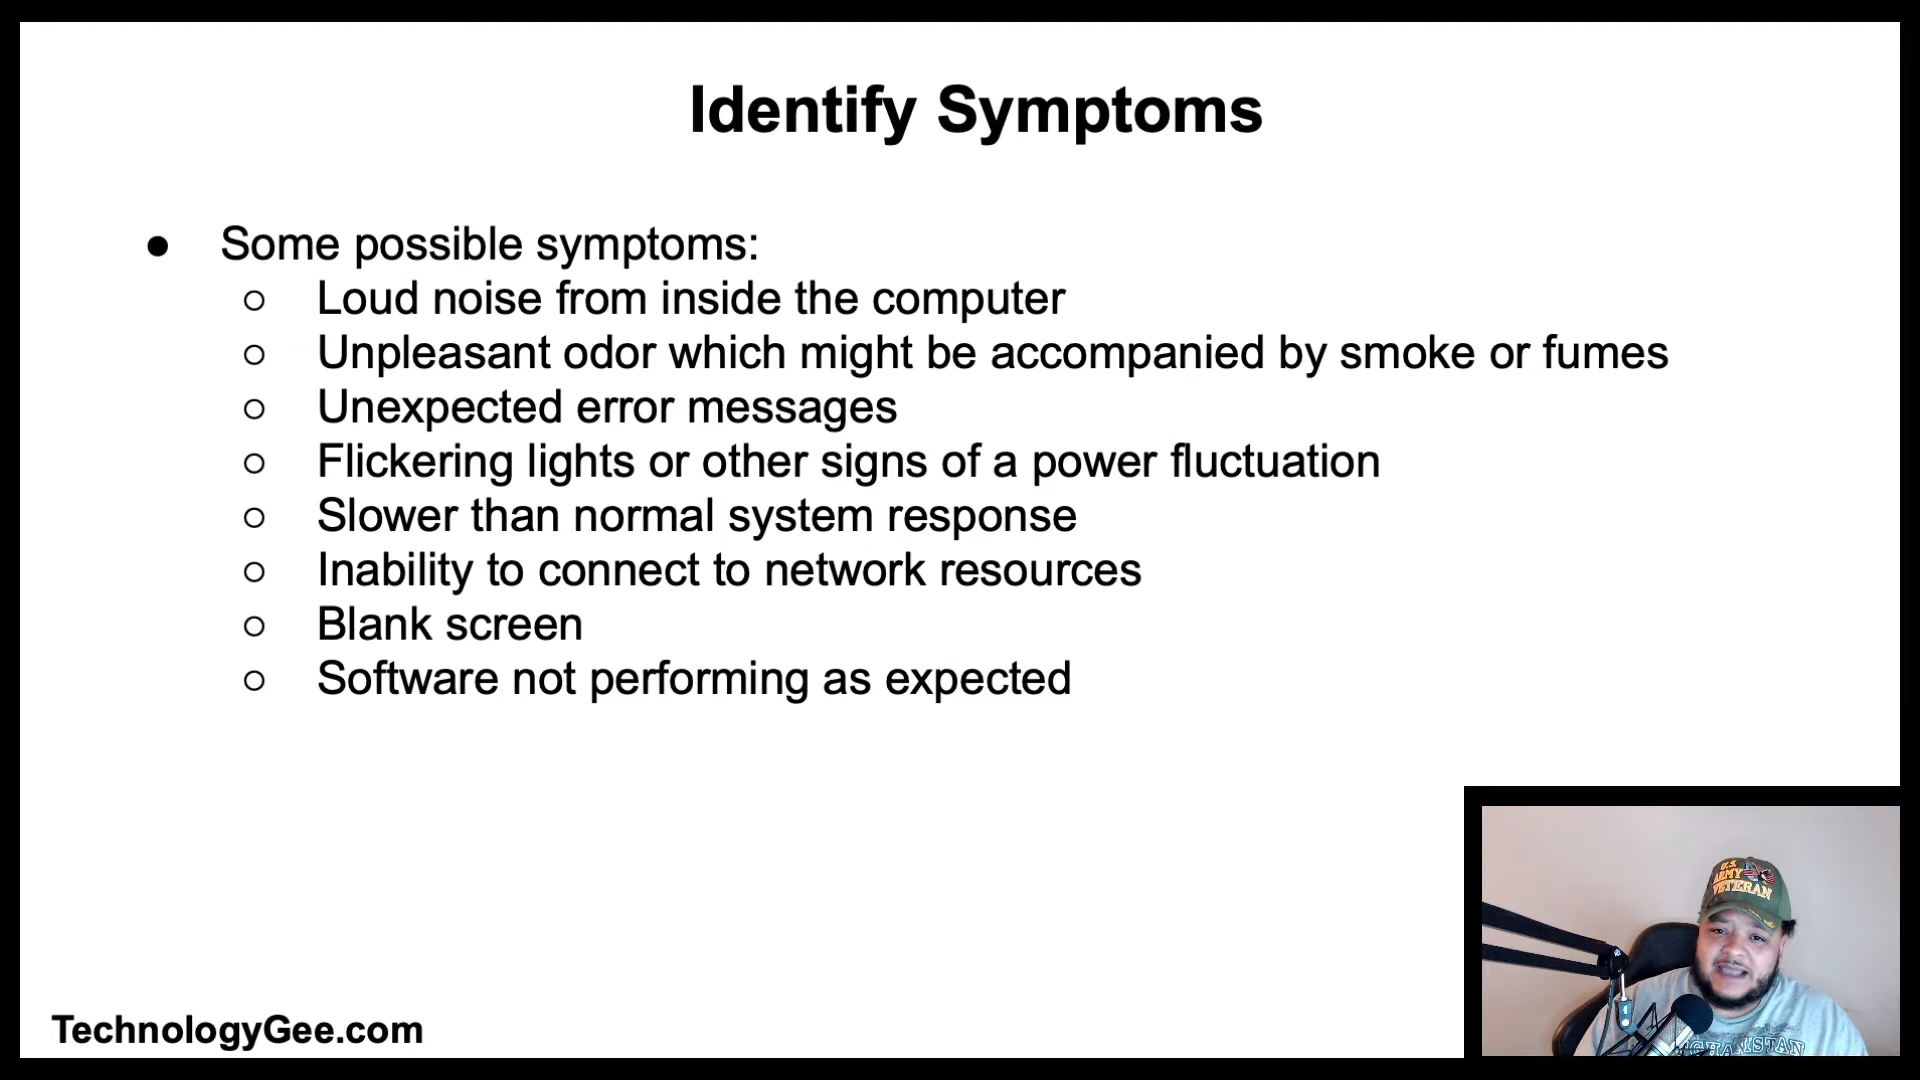 Identify Symptoms
● Some possible symptoms:
○ Loud noise from inside the computer
○ Unpleasant odor which might be accompanied by smoke or fumes
○ Unexpected error messages
○ Flickering lights or other signs of a power fluctuation
○ Slower than normal system response
○ Inability to connect to network resources
○ Blank screen
○ Software not performing as expected
U.S.
ARMY
VETERAN
TechnologyGee.com